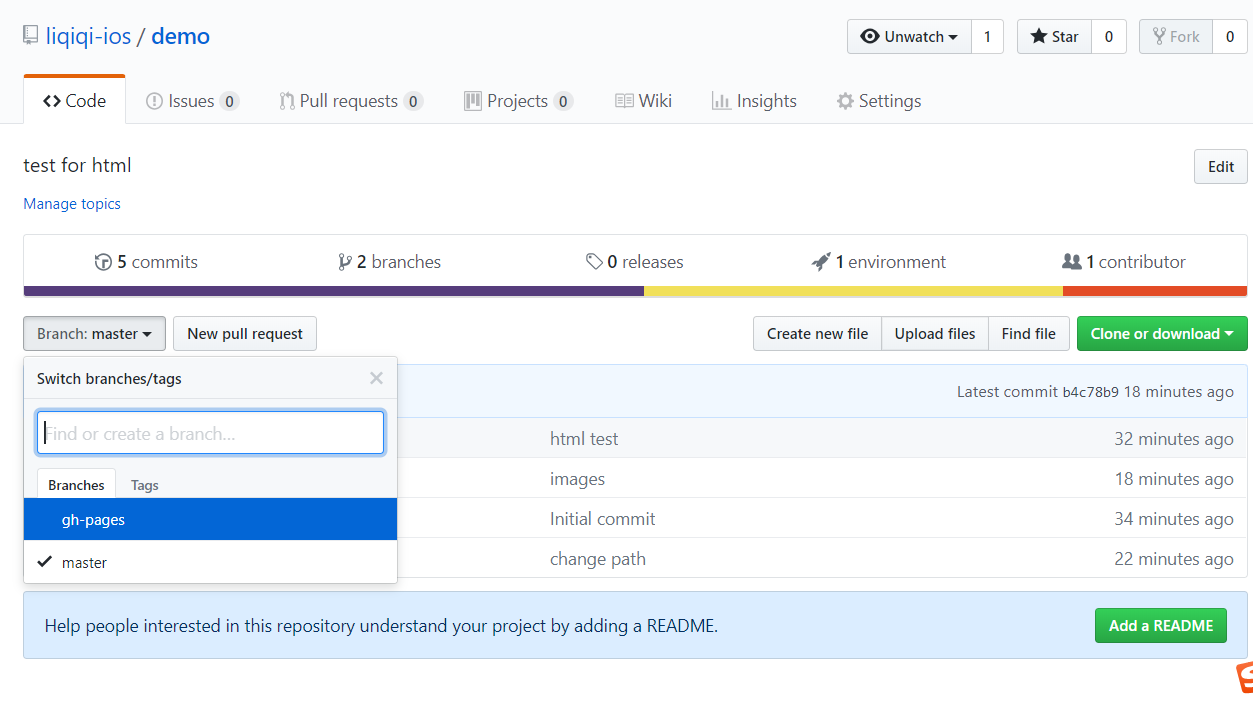 liqiqi-ios / demo
Unwatch 1 Star 0 Fork 0
Code Issues 0 Pull requests 0 Projects 0 Wiki Insights Settings
test for html
Edit
Manage topics
5 commits 2 branches 0 releases 1 environment 1 contributor
Branch: master New pull request Create new file Upload files Find file Clone or download
Switch branches/tags
Latest commit b4c78b9 18 minutes ago
Find or create a branch...
html test 32 minutes ago
Branches Tags
images 18 minutes ago
gh-pages
Initial commit 34 minutes ago
master
change path 22 minutes ago
Help people interested in this repository understand your project by adding a README.
Add a README